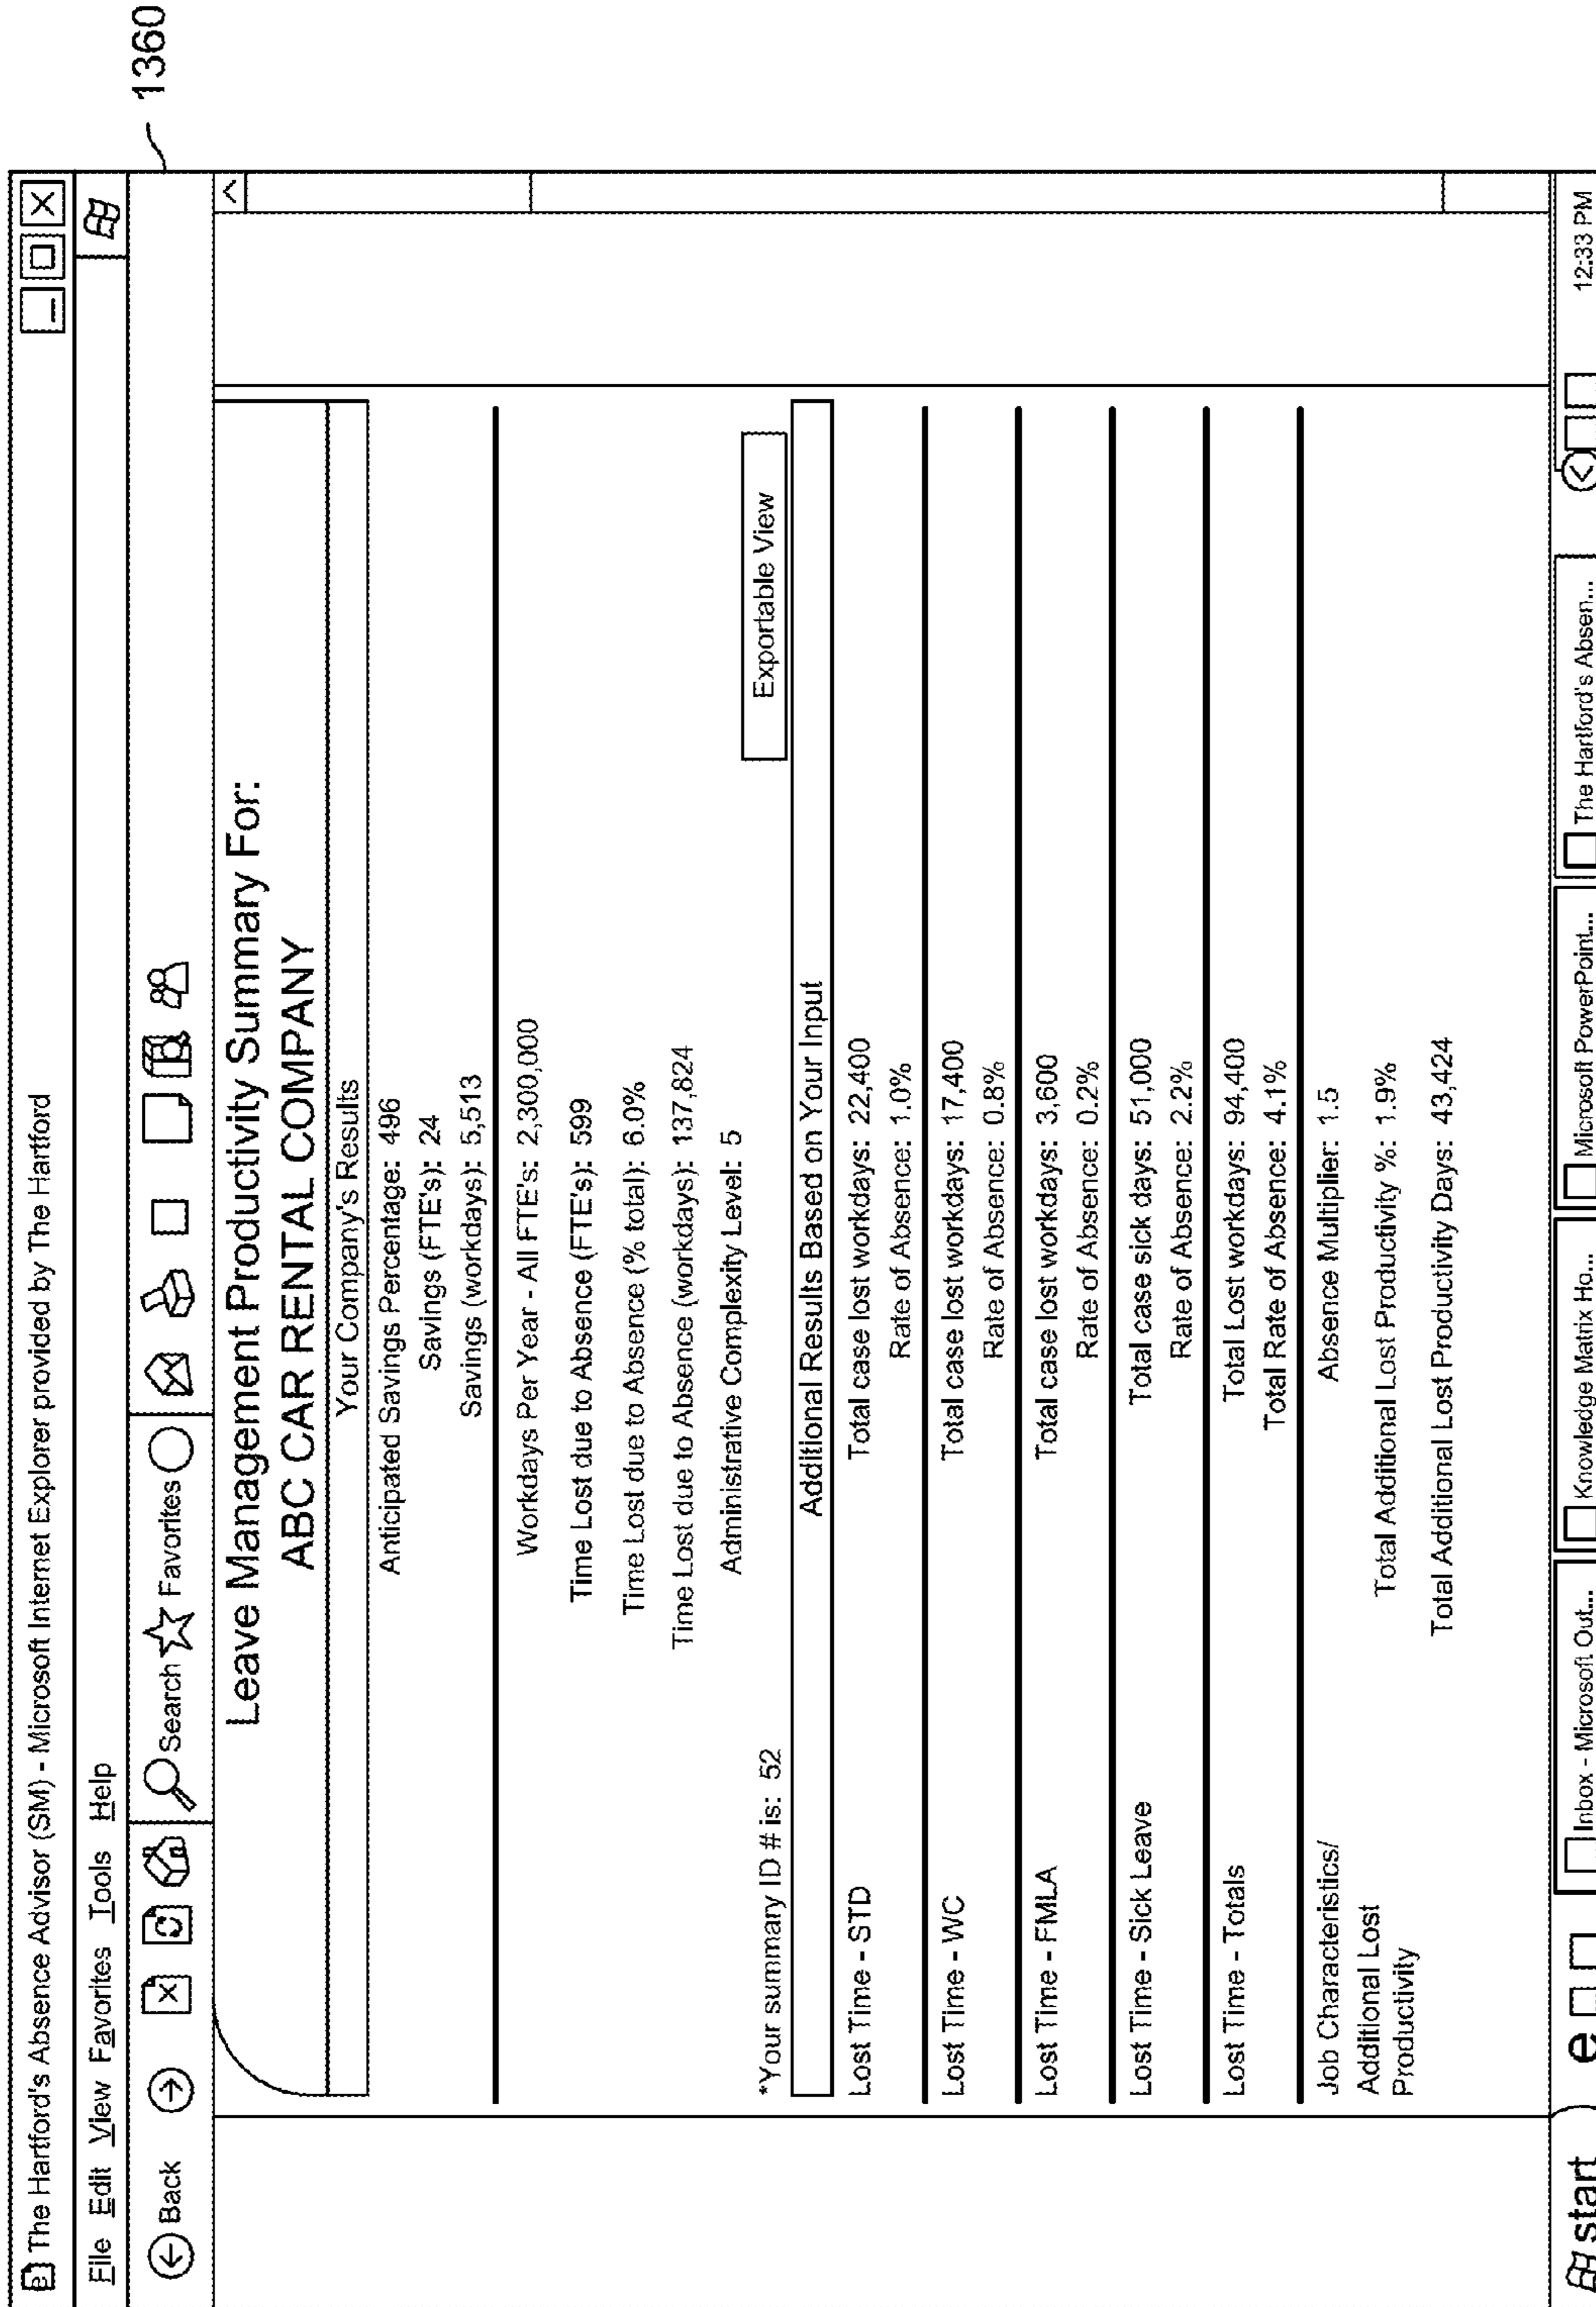 The Hartford's Absence Advisor (SM) - Microsoft Internet Explorer provided by The Hartford
File Edit View Favorites Tools Help
Back Search Favorites
1360
Leave Management Productivity Summary For:
ABC CAR RENTAL COMPANY
Your Company's Results
Anticipated Savings Percentage: 496
Savings (FTE's): 24
Savings (workdays): 5,513
Workdays Per Year - All FTE's: 2,300,000
Time Lost due to Absence (FTE's): 599
Time Lost due to Absence (% total): 6.0%
Time Lost due to Absence (workdays): 137,824
Administrative Complexity Level: 5
*Your summary ID # is: 52
Exportable View
Additional Results Based on Your Input
Lost Time - STD Total case lost workdays: 22,400
Rate of Absence: 1.0%
Lost Time - WC Total case lost workdays: 17,400
Rate of Absence: 0.8%
Lost Time - FMLA Total case lost workdays: 3,600
Rate of Absence: 0.2%
Lost Time - Sick Leave Total case sick days: 51,000
Rate of Absence: 2.2%
Lost Time - Totals Total Lost workdays: 94,400
Total Rate of Absence: 4.1%
Job Characteristics/ Absence Multiplier: 1.5
Additional Lost Total Additional Lost Productivity %: 1.9%
Productivity
Total Additional Lost Productivity Days: 43,424
start e Inbox - Microsoft Out... Knowledge Matrix Ho... Microsoft PowerPoint... The Hartford's Absen... 12:33 PM